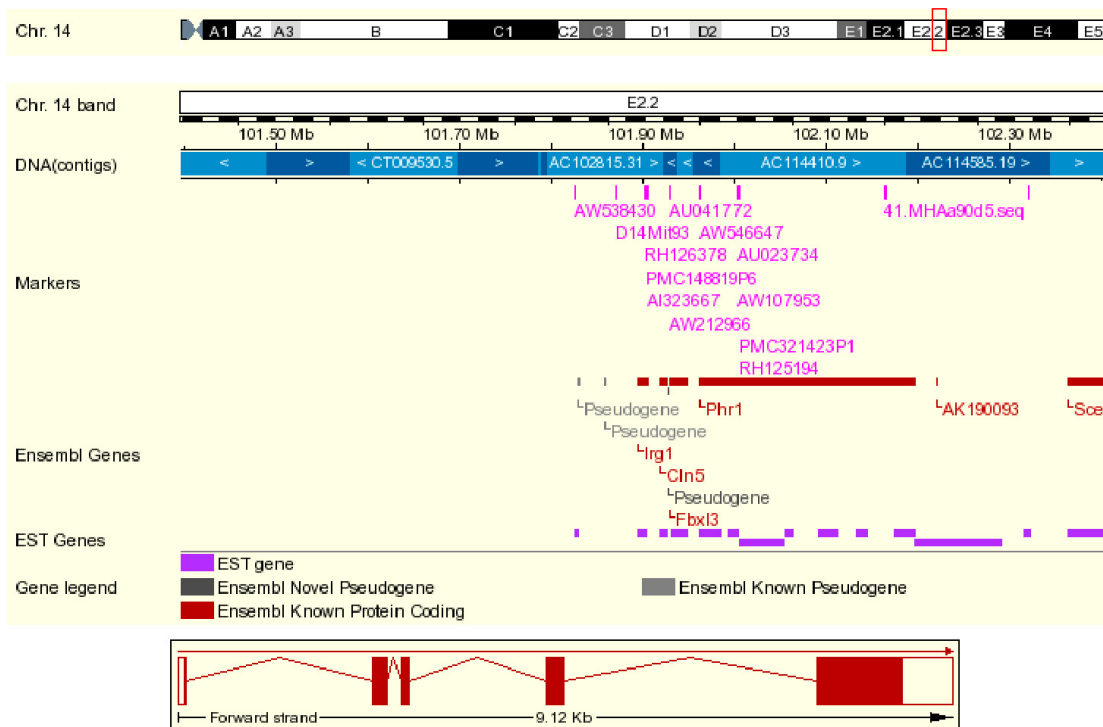 Chr. 14 A1 A2 A3 B C1 C2 C3 D1 D2 D3 E1 E2.1 E2 2 E2.3 E3 E4 E5
Chr. 14 band E2.2
101.50 Mb 101.70 Mb 101.90 Mb 102.10 Mb 102.30 Mb
DNA(contigs) < > < CT009530.5 > AC102815.31 > < < < AC114410.9 > AC114585.19 > >
AW538430 AU041772 41.MHAa90d5.seq
D14Mit93 AW546647
RH126378 AU023734
Markers PMC148819P6
AI323667 AW107953
AW212966
PMC321423P1
RH125194
Pseudogene Phr1 AK190093 Sce
Pseudogene
Ensembl Genes Irg1
Cln5
Pseudogene
Fbxl3
EST Genes
EST gene
Gene legend Ensembl Novel Pseudogene Ensembl Known Pseudogene
Ensembl Known Protein Coding
Forward strand 9.12 Kb